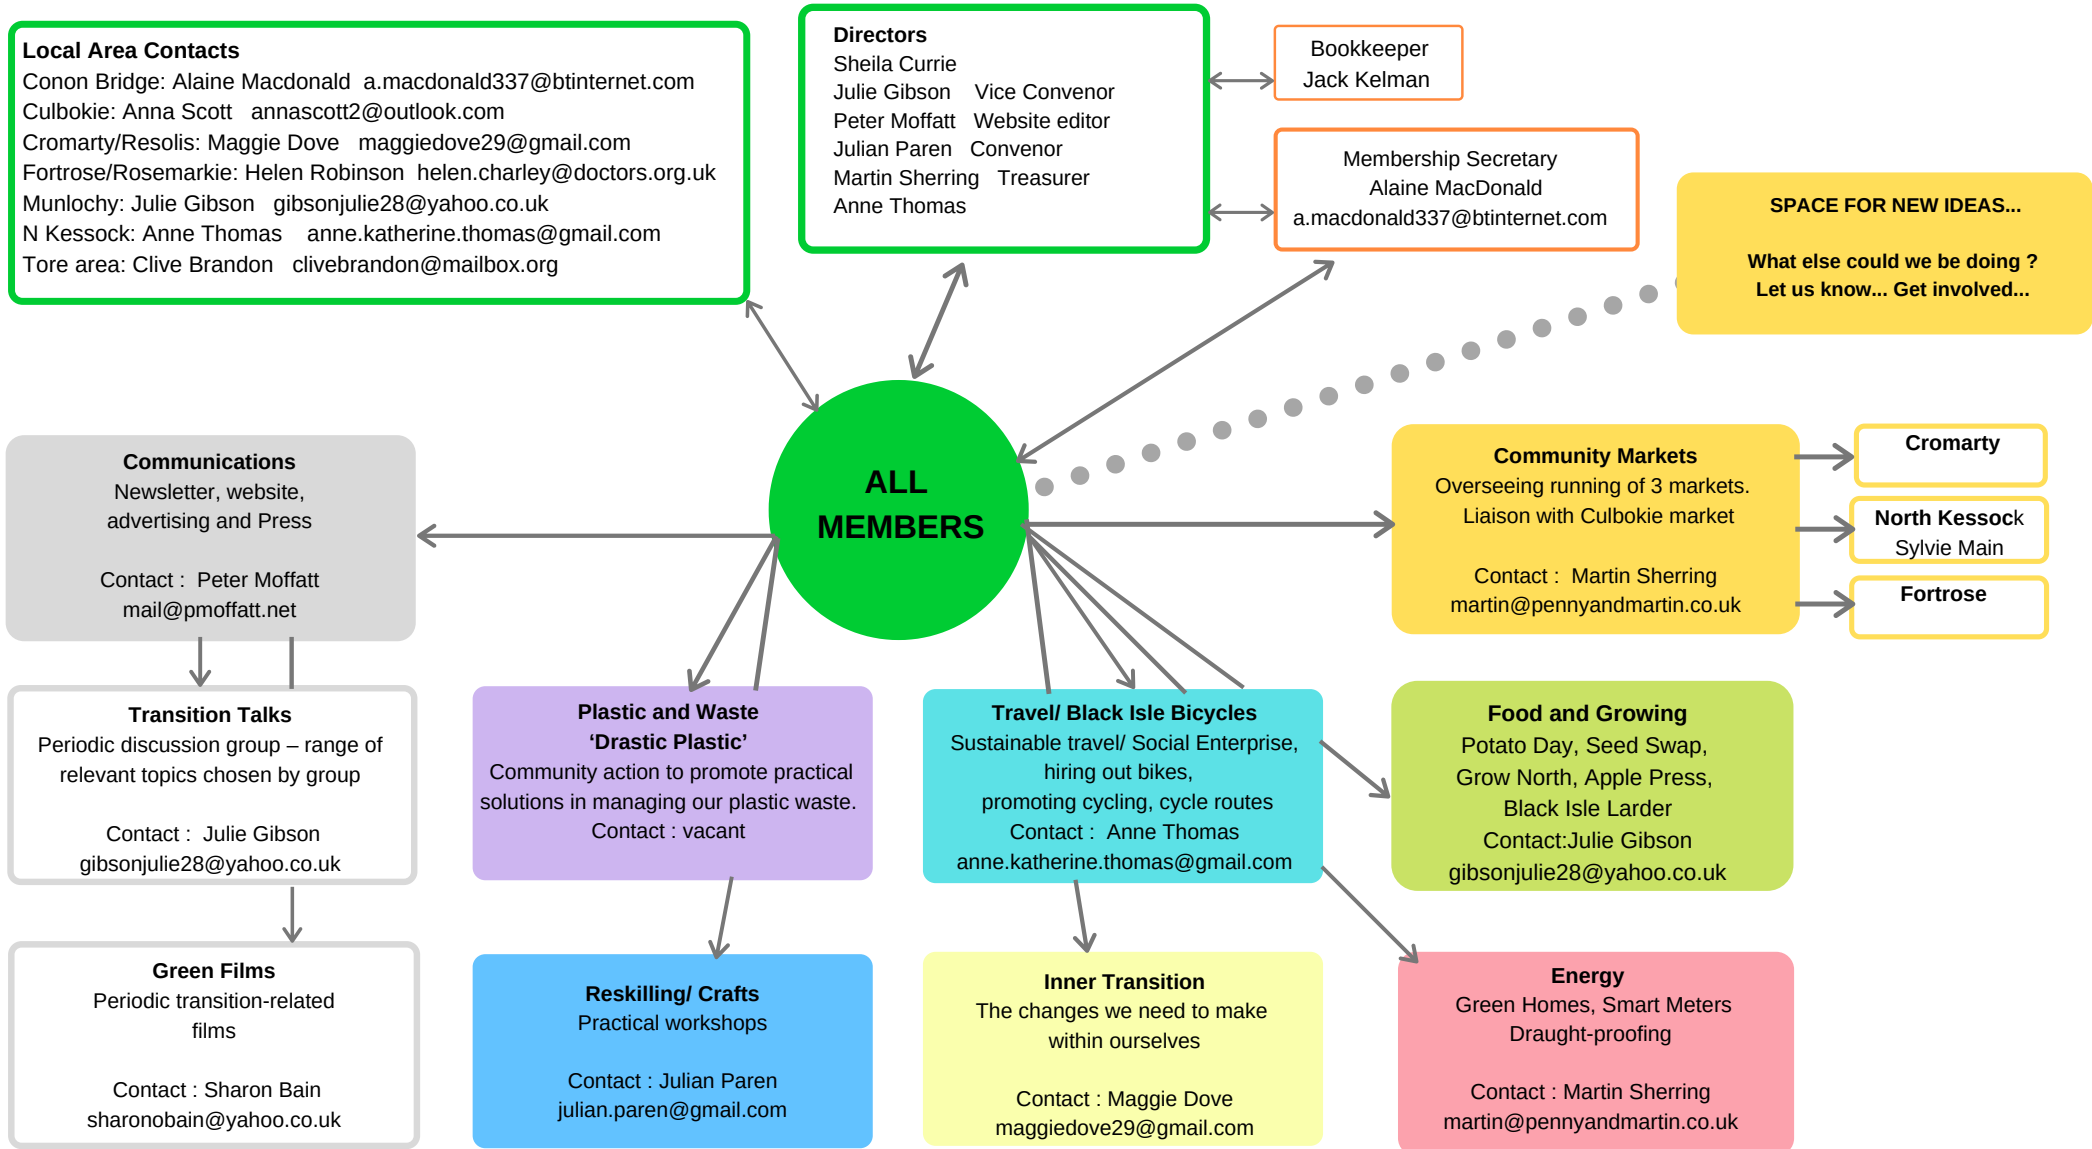 Local Area Contacts
Conon Bridge: Alaine Macdonald a.macdonald337@btinternet.com
Culbokie: Anna Scott annascott2@outlook.com
Cromarty/Resolis: Maggie Dove maggiedove29@gmail.com
Fortrose/Rosemarkie: Helen Robinson helen.charley@doctors.org.uk
Munlochy: Julie Gibson gibsonjulie28@yahoo.co.uk
N Kessock: Anne Thomas anne.katherine.thomas@gmail.com
Tore area: Clive Brandon clivebrandon@mailbox.org
Directors
Sheila Currie
Julie Gibson Vice Convenor
Peter Moffatt Website editor
Julian Paren Convenor
Martin Sherring Treasurer
Anne Thomas
Bookkeeper
Jack Kelman
Membership Secretary
Alaine MacDonald
a.macdonald337@btinternet.com
SPACE FOR NEW IDEAS...
What else could we be doing ?
Let us know... Get involved...
ALL
MEMBERS
Communications
Newsletter, website,
advertising and Press
Contact : Peter Moffatt
mail@pmoffatt.net
Community Markets
Overseeing running of 3 markets.
Liaison with Culbokie market
Contact : Martin Sherring
martin@pennyandmartin.co.uk
Cromarty
North Kessock
Sylvie Main
Fortrose
Transition Talks
Periodic discussion group – range of
relevant topics chosen by group
Contact : Julie Gibson
gibsonjulie28@yahoo.co.uk
Plastic and Waste
‘Drastic Plastic’
Community action to promote practical
solutions in managing our plastic waste.
Contact : vacant
Travel/ Black Isle Bicycles
Sustainable travel/ Social Enterprise,
hiring out bikes,
promoting cycling, cycle routes
Contact : Anne Thomas
anne.katherine.thomas@gmail.com
Food and Growing
Potato Day, Seed Swap,
Grow North, Apple Press,
Black Isle Larder
Contact:Julie Gibson
gibsonjulie28@yahoo.co.uk
Green Films
Periodic transition-related
films
Contact : Sharon Bain
sharonobain@yahoo.co.uk
Reskilling/ Crafts
Practical workshops
Contact : Julian Paren
julian.paren@gmail.com
Inner Transition
The changes we need to make
within ourselves
Contact : Maggie Dove
maggiedove29@gmail.com
Energy
Green Homes, Smart Meters
Draught-proofing
Contact : Martin Sherring
martin@pennyandmartin.co.uk